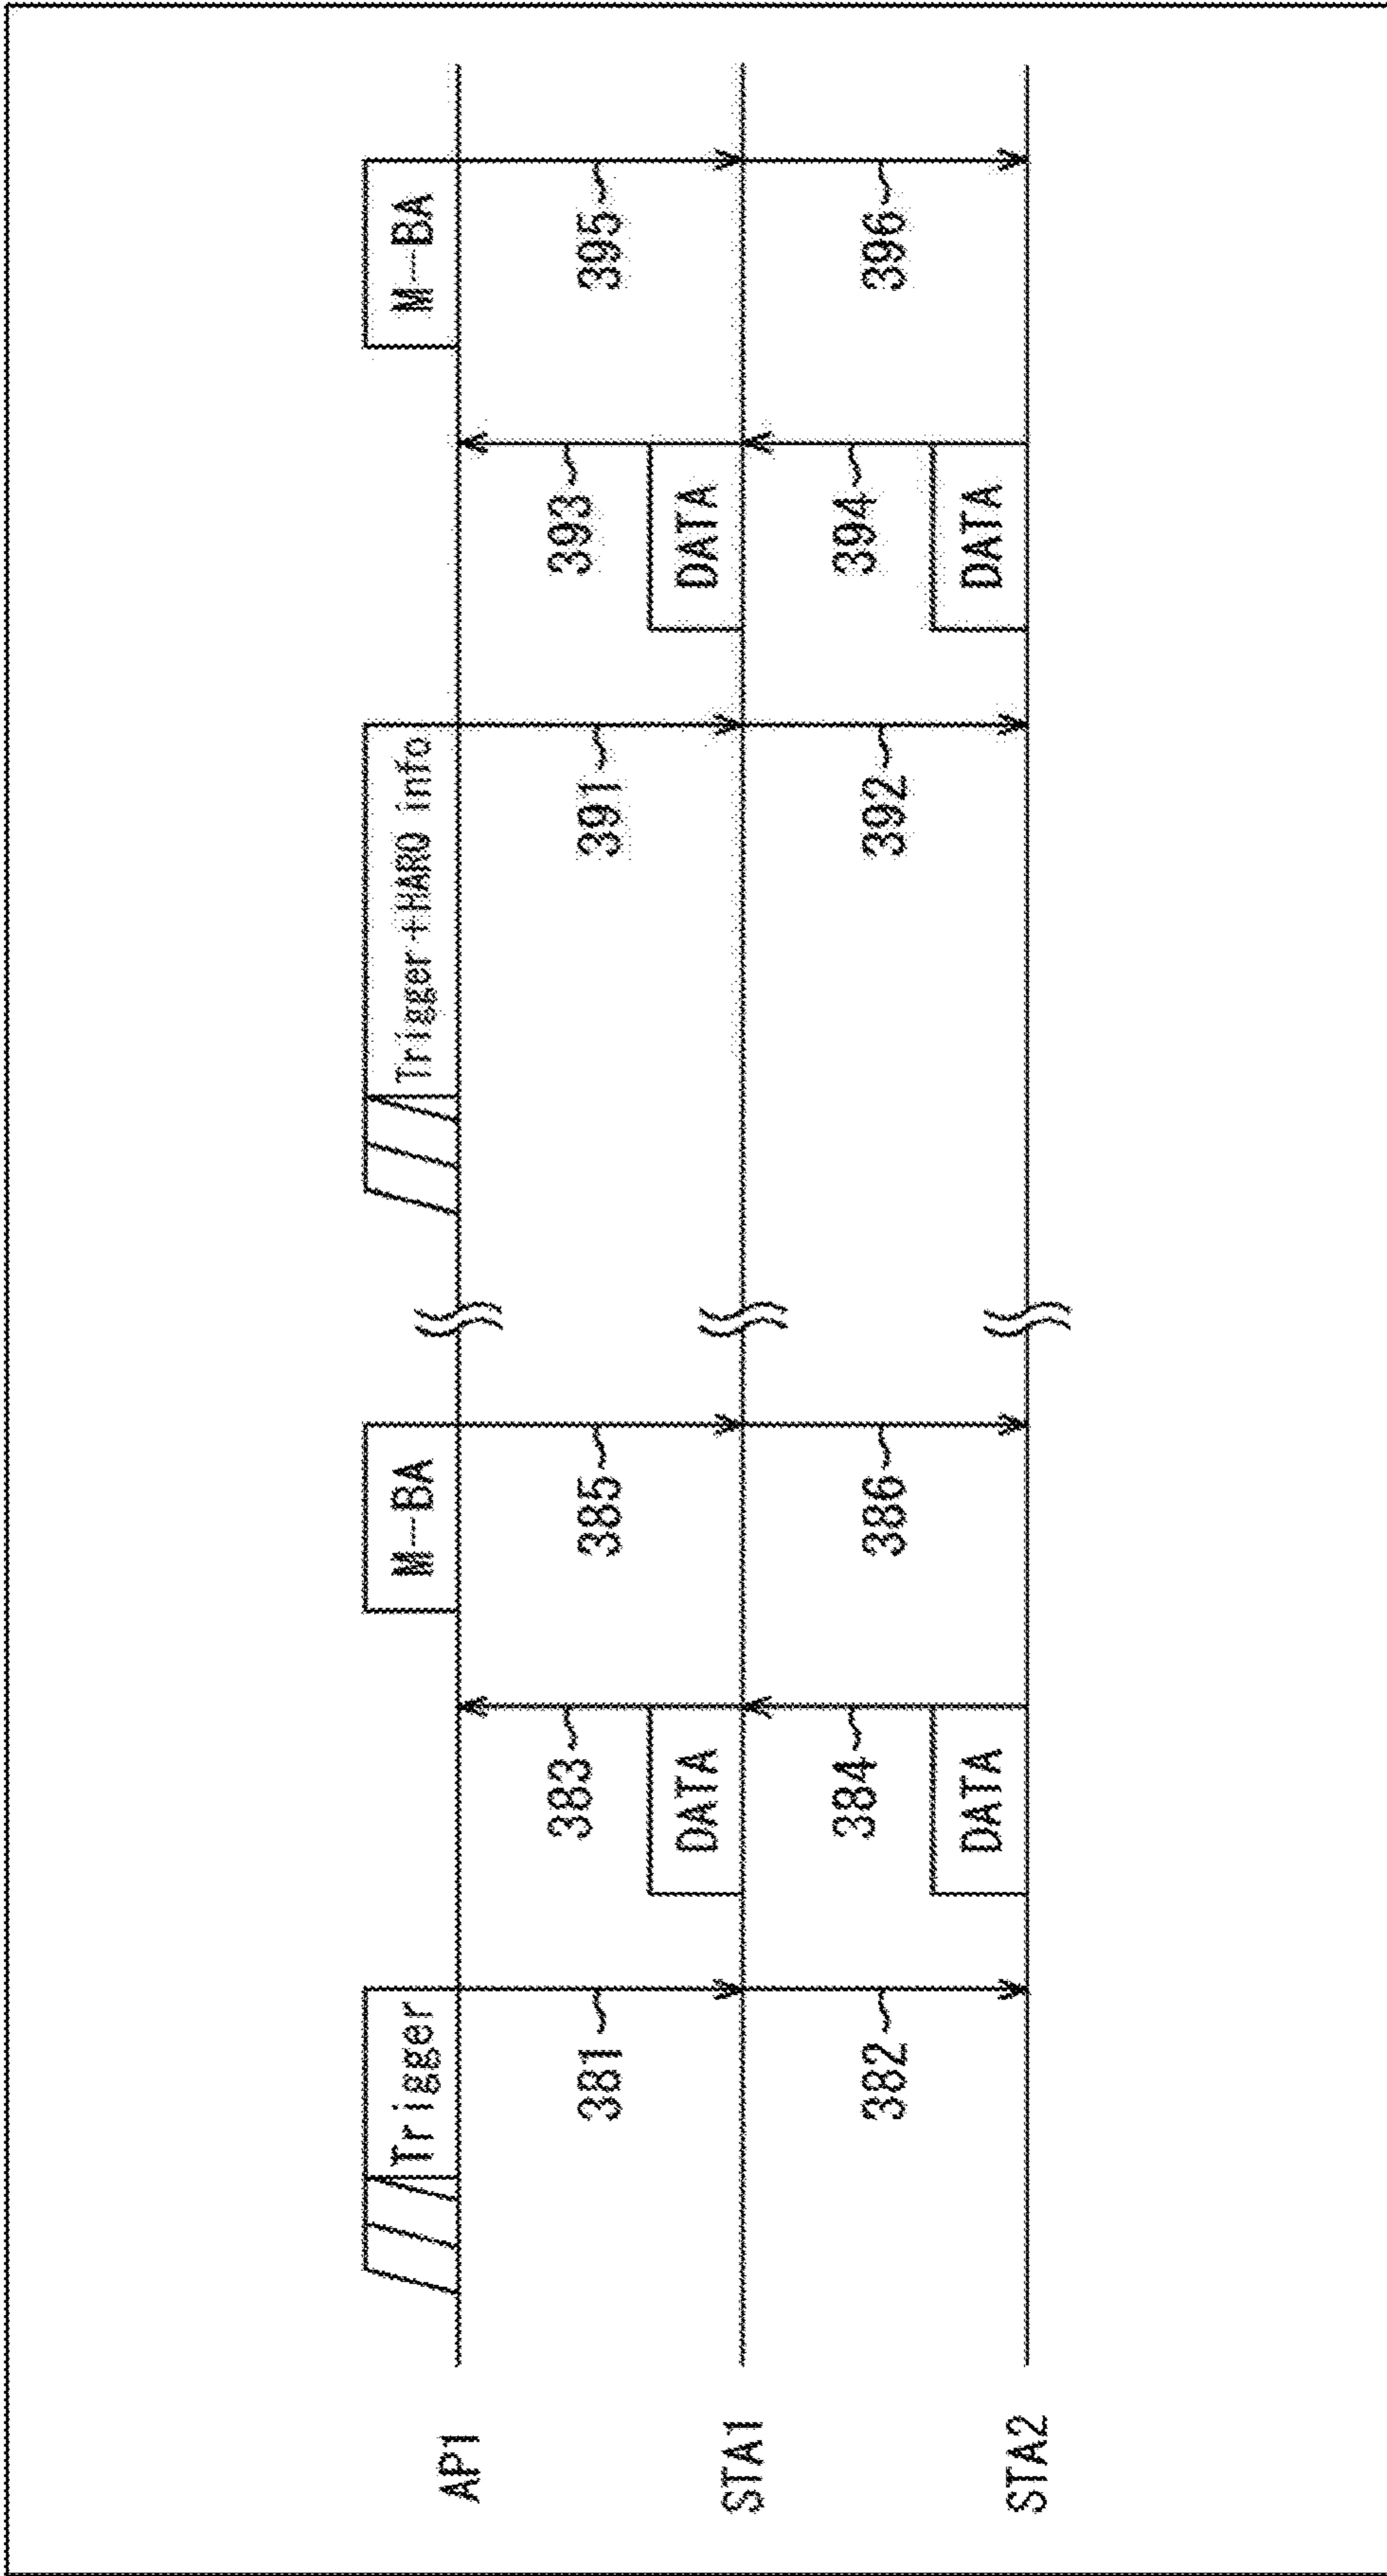 AP1
Trigger
M--BA
Trigger+HARQ info
M--BA
381
385
391
395
383
393
STA1
DATA
DATA
382
386
392
396
384
394
STA2
DATA
DATA